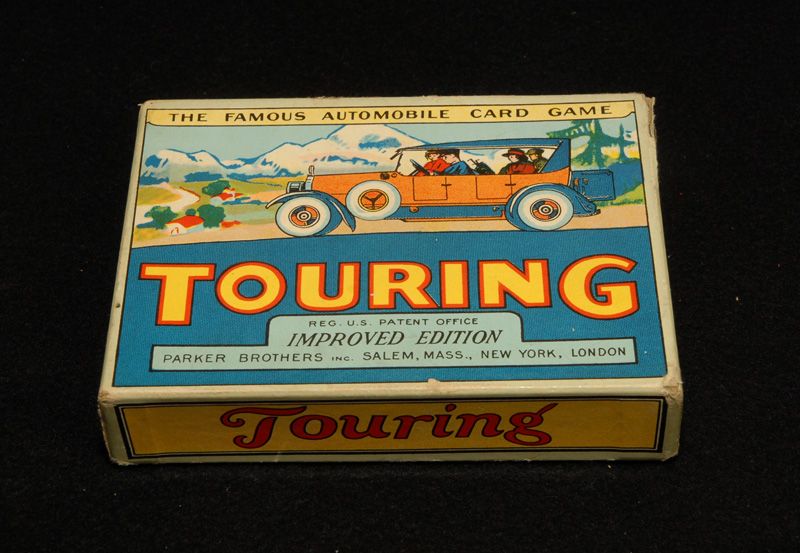 THE FAMOUS AUTOMOBILE CARD GAME
TOURING
REG. U.S. PATENT OFFICE
IMPROVED EDITION
PARKER BROTHERS INC. SALEM, MASS., NEW YORK, LONDON
Touring